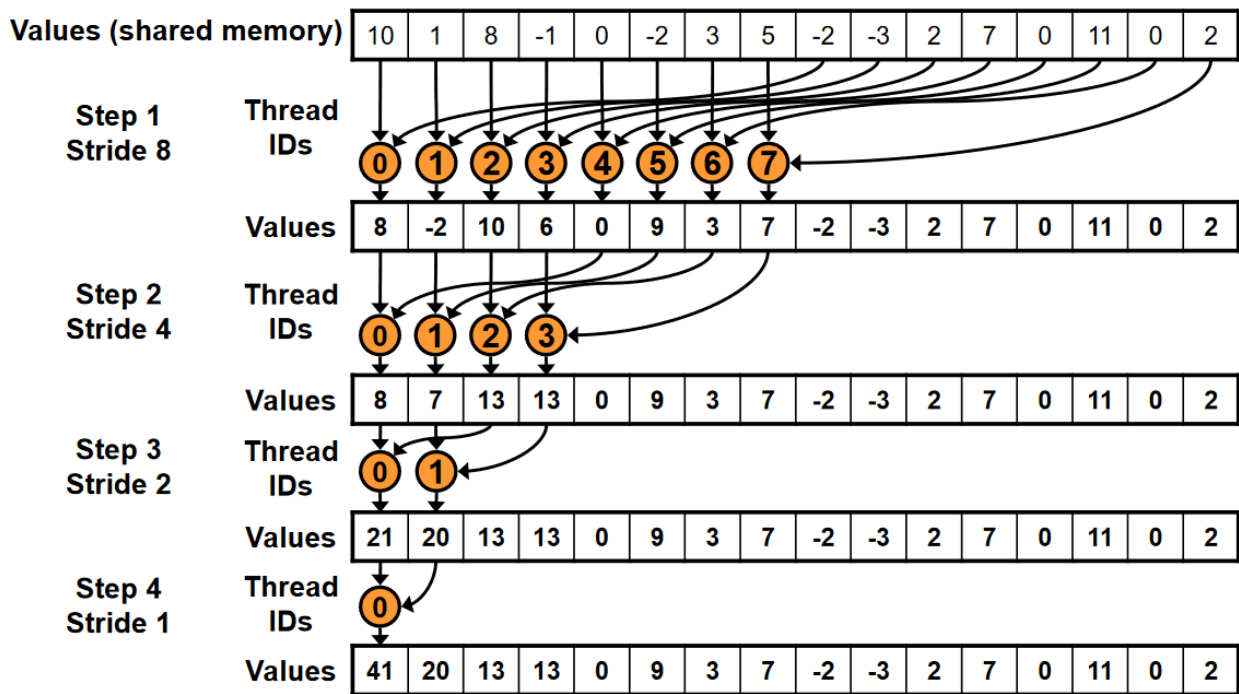 Values (shared memory) 10 1 8 -1 0 -2 3 5 -2 -3 2 7 0 11 0 2
Step 1
Stride 8
Thread
IDs
0 1 2 3 4 5 6 7
Values 8 -2 10 6 0 9 3 7 -2 -3 2 7 0 11 0 2
Step 2
Stride 4
Thread
IDs
0 1 2 3
Values 8 7 13 13 0 9 3 7 -2 -3 2 7 0 11 0 2
Step 3
Stride 2
Thread
IDs
0 1
Values 21 20 13 13 0 9 3 7 -2 -3 2 7 0 11 0 2
Step 4
Stride 1
Thread
IDs
0
Values 41 20 13 13 0 9 3 7 -2 -3 2 7 0 11 0 2